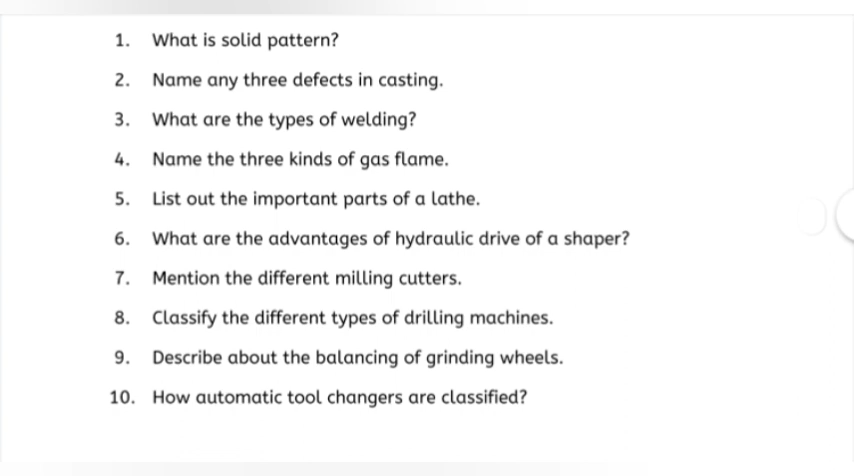 1. What is solid pattern?
2. Name any three defects in casting.
3. What are the types of welding?
4. Name the three kinds of gas flame.
5. List out the important parts of a lathe.
6. What are the advantages of hydraulic drive of a shaper?
7. Mention the different milling cutters.
8. Classify the different types of drilling machines.
9. Describe about the balancing of grinding wheels.
10. How automatic tool changers are classified?